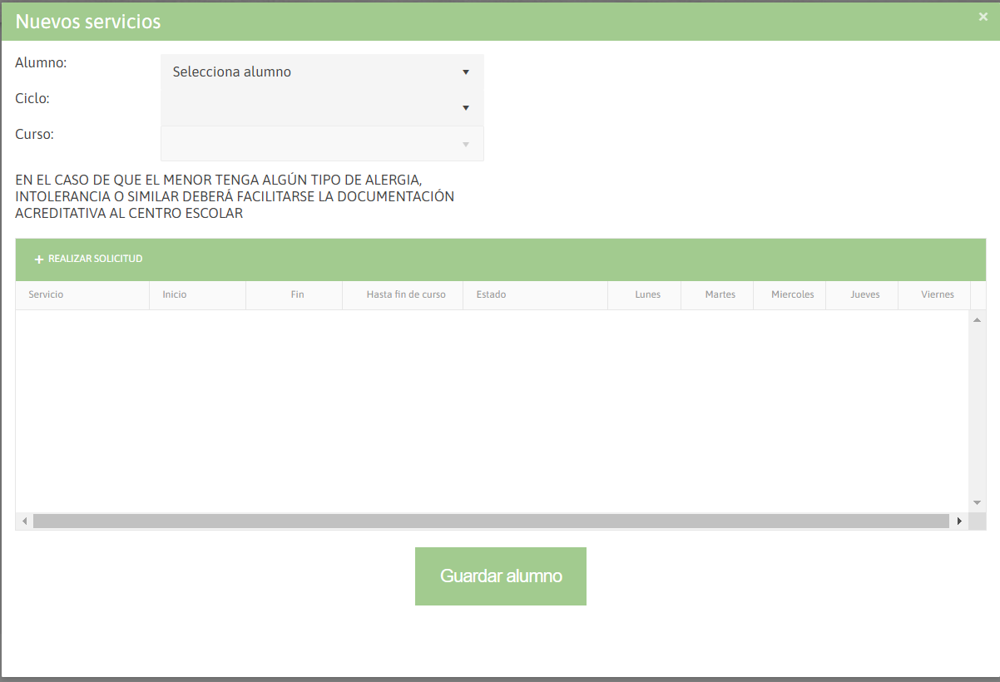 Nuevos servicios
×
Alumno:
Selecciona alumno
Ciclo:
Curso:
EN EL CASO DE QUE EL MENOR TENGA ALGÚN TIPO DE ALERGIA,
INTOLERANCIA O SIMILAR DEBERÁ FACILITARSE LA DOCUMENTACIÓN
ACREDITATIVA AL CENTRO ESCOLAR
+ REALIZAR SOLICITUD
Servicio Inicio Fin Hasta fin de curso Estado Lunes Martes Miercoles Jueves Viernes
Guardar alumno